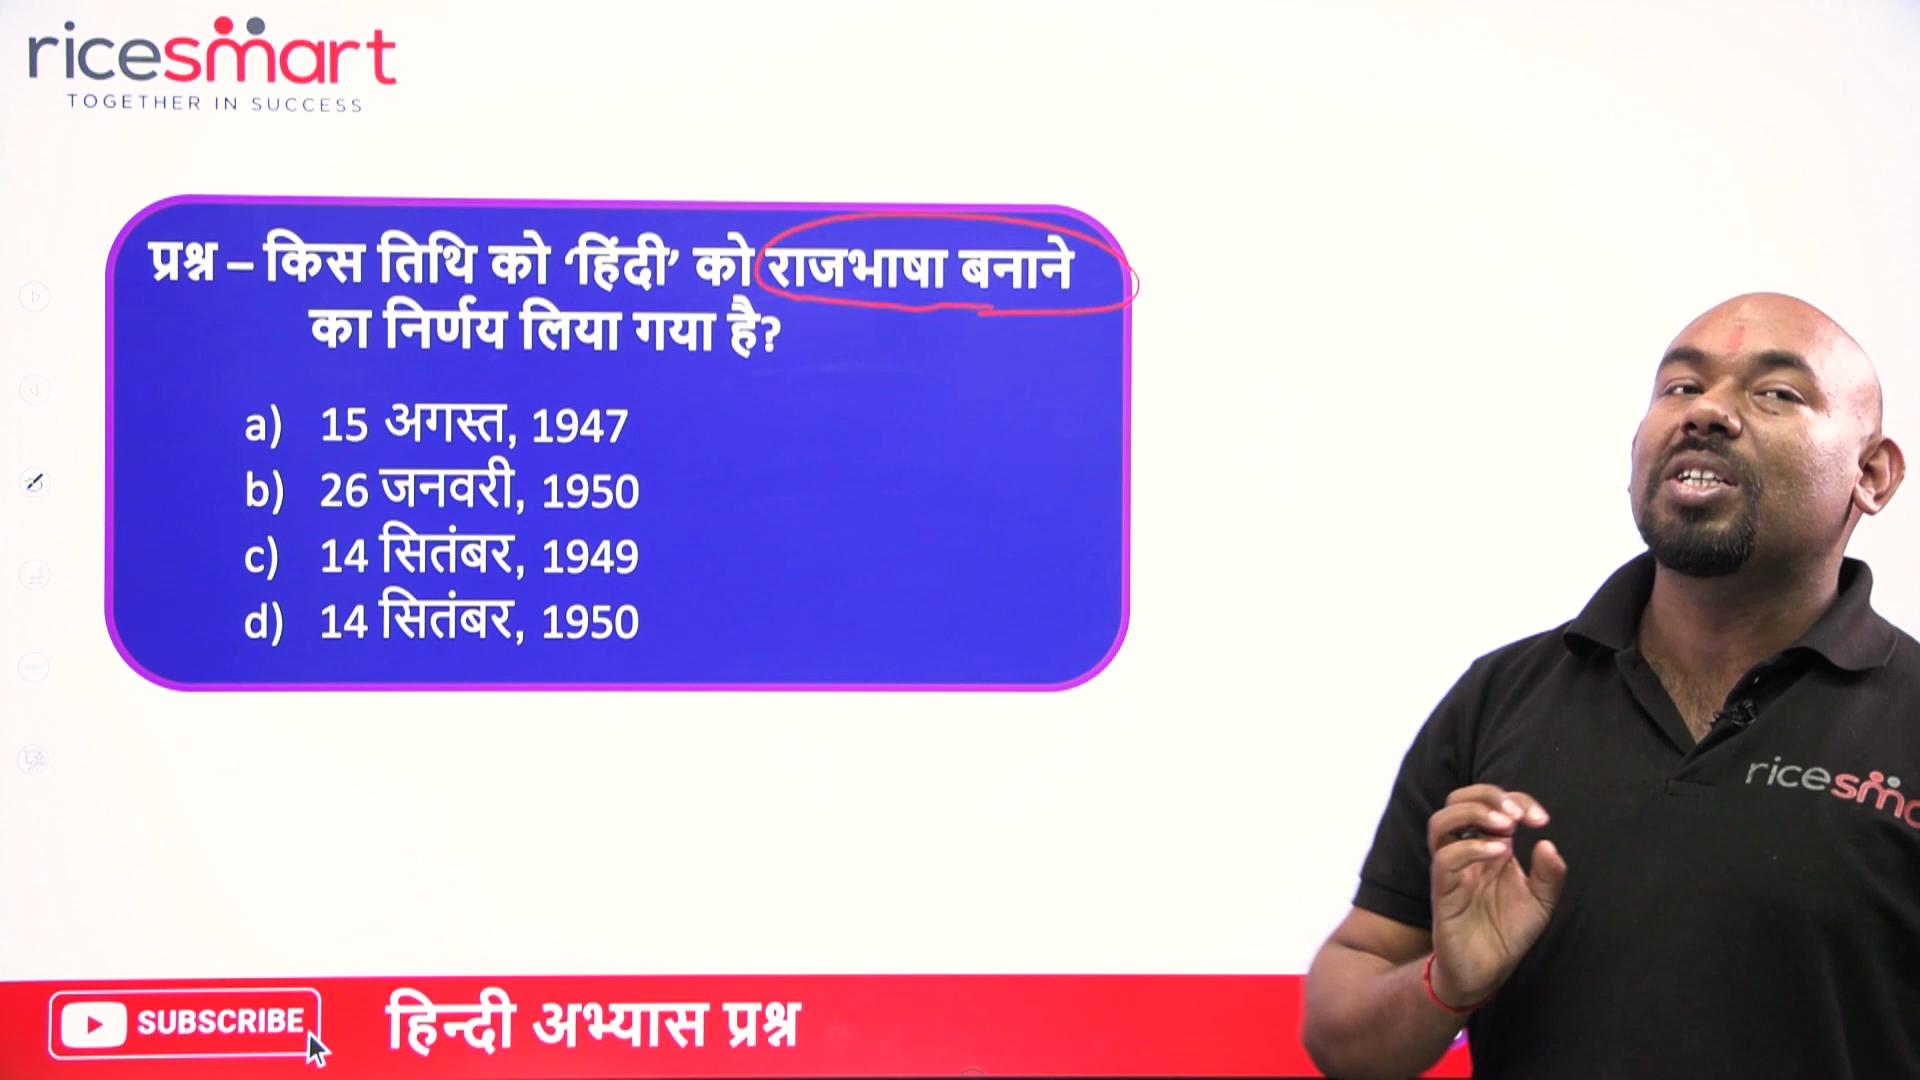 ricesmart
TOGETHER IN SUCCESS
प्रश्न – किस तिथि को ‘हिंदी’ को राजभाषा बनाने
का निर्णय लिया गया है?
a) 15 अगस्त, 1947
b) 26 जनवरी, 1950
c) 14 सितंबर, 1949
d) 14 सितंबर, 1950
SUBSCRIBE
हिन्दी अभ्यास प्रश्न